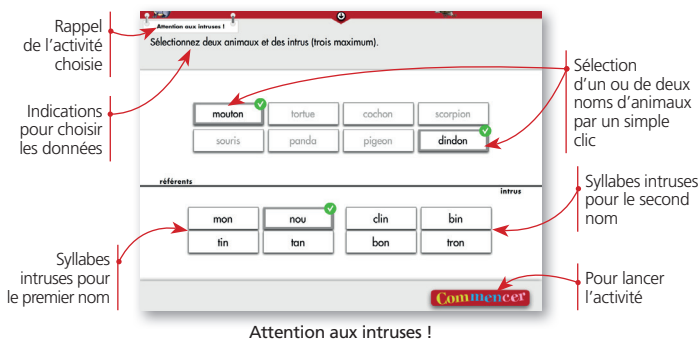 Rappel
de l'activité
choisie
Attention aux intruses !
Sélectionnez deux animaux et des intrus (trois maximum).
Indications
pour choisir
les données
mouton
tortue
cochon
scorpion
souris
panda
pigeon
dindon
Sélection
d'un ou de deux
noms d'animaux
par un simple
clic
référents
intrus
mon
nou
clin
bin
tin
tan
bon
tron
Syllabes intruses
pour le second
nom
Syllabes
intruses pour
le premier nom
Commencer
Pour lancer
l'activité
Attention aux intruses !